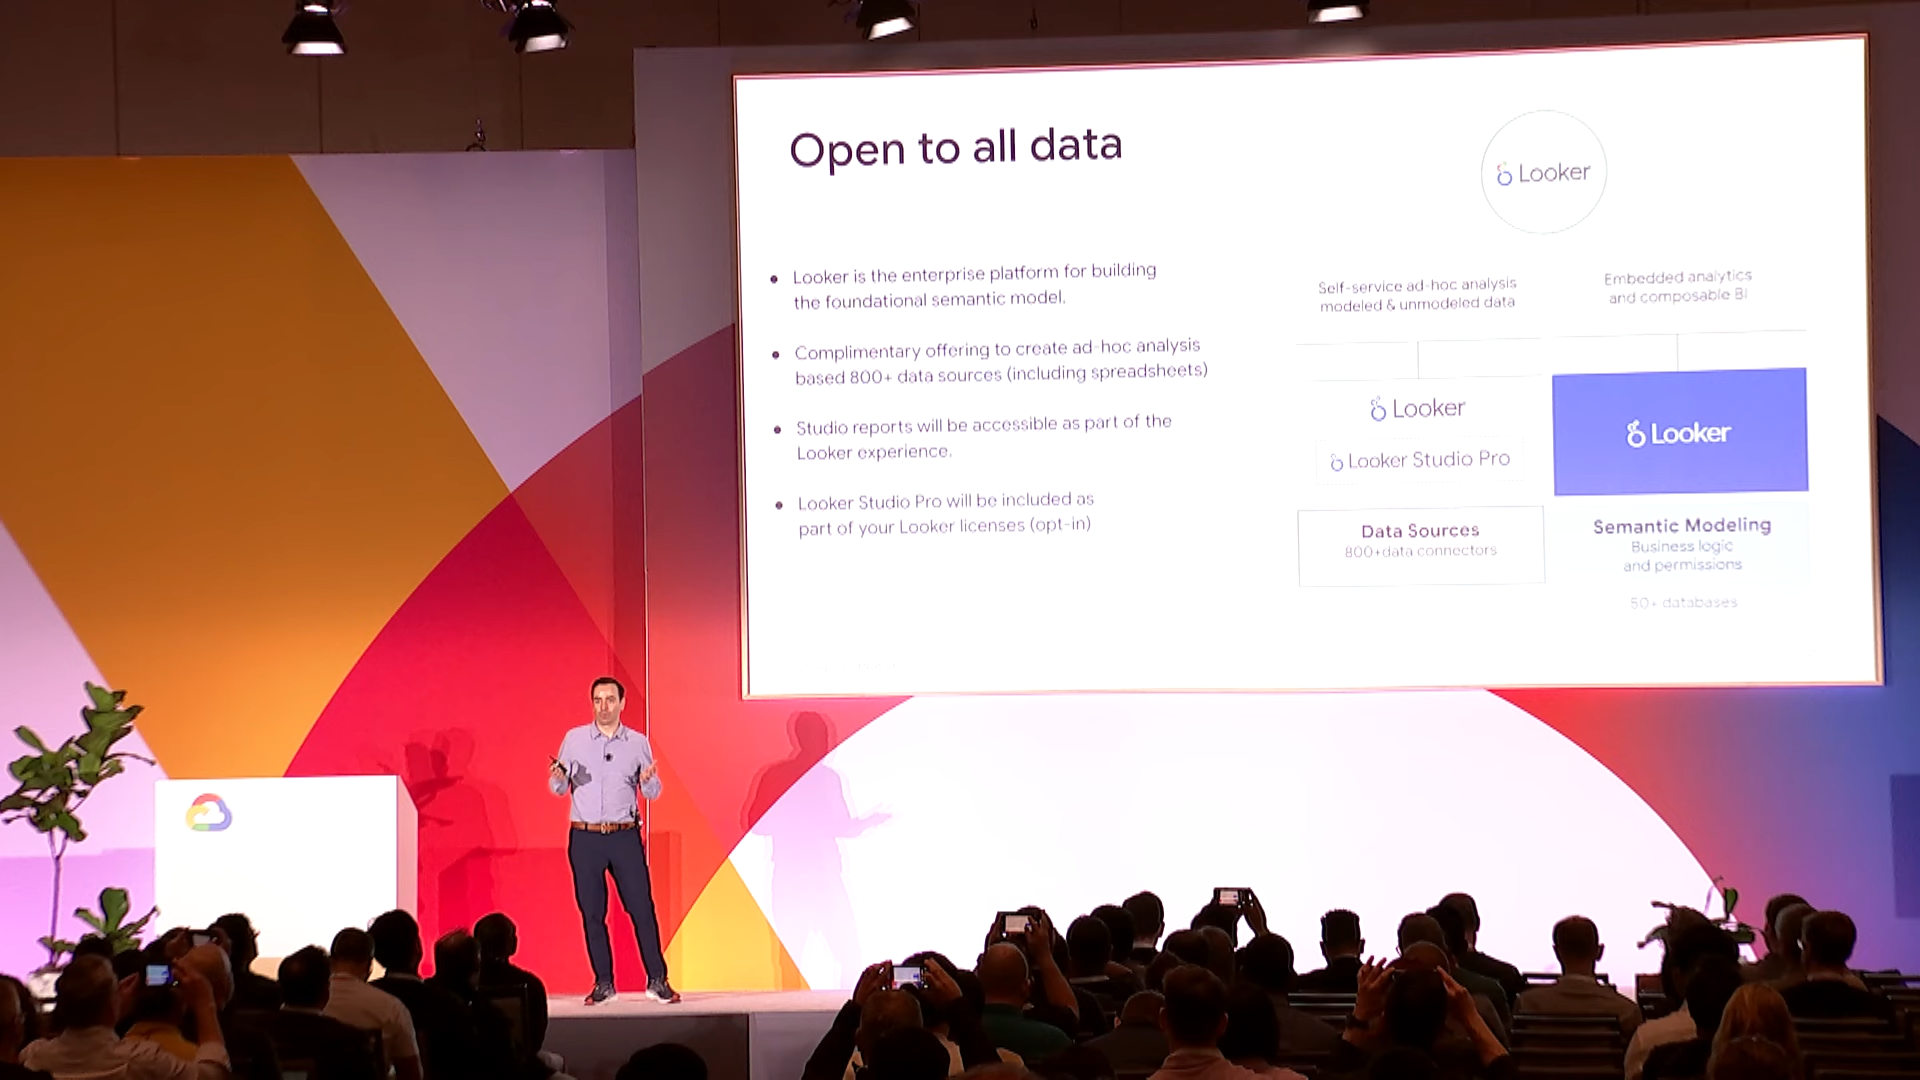 Open to all data
Looker is the enterprise platform for building
the foundational semantic model.
Complimentary offering to create ad-hoc analysis
based 800+ data sources (including spreadsheets)
Studio reports will be accessible as part of the
Looker experience.
Looker Studio Pro will be included as
part of your Looker licenses (opt-in)
Looker
Self-service ad-hoc analysis
modeled & unmodeled data
Embedded analytics
and composable BI
Looker
Looker Studio Pro
Looker
Data Sources
800+data connectors
Semantic Modeling
Business logic
and permissions
50+ databases